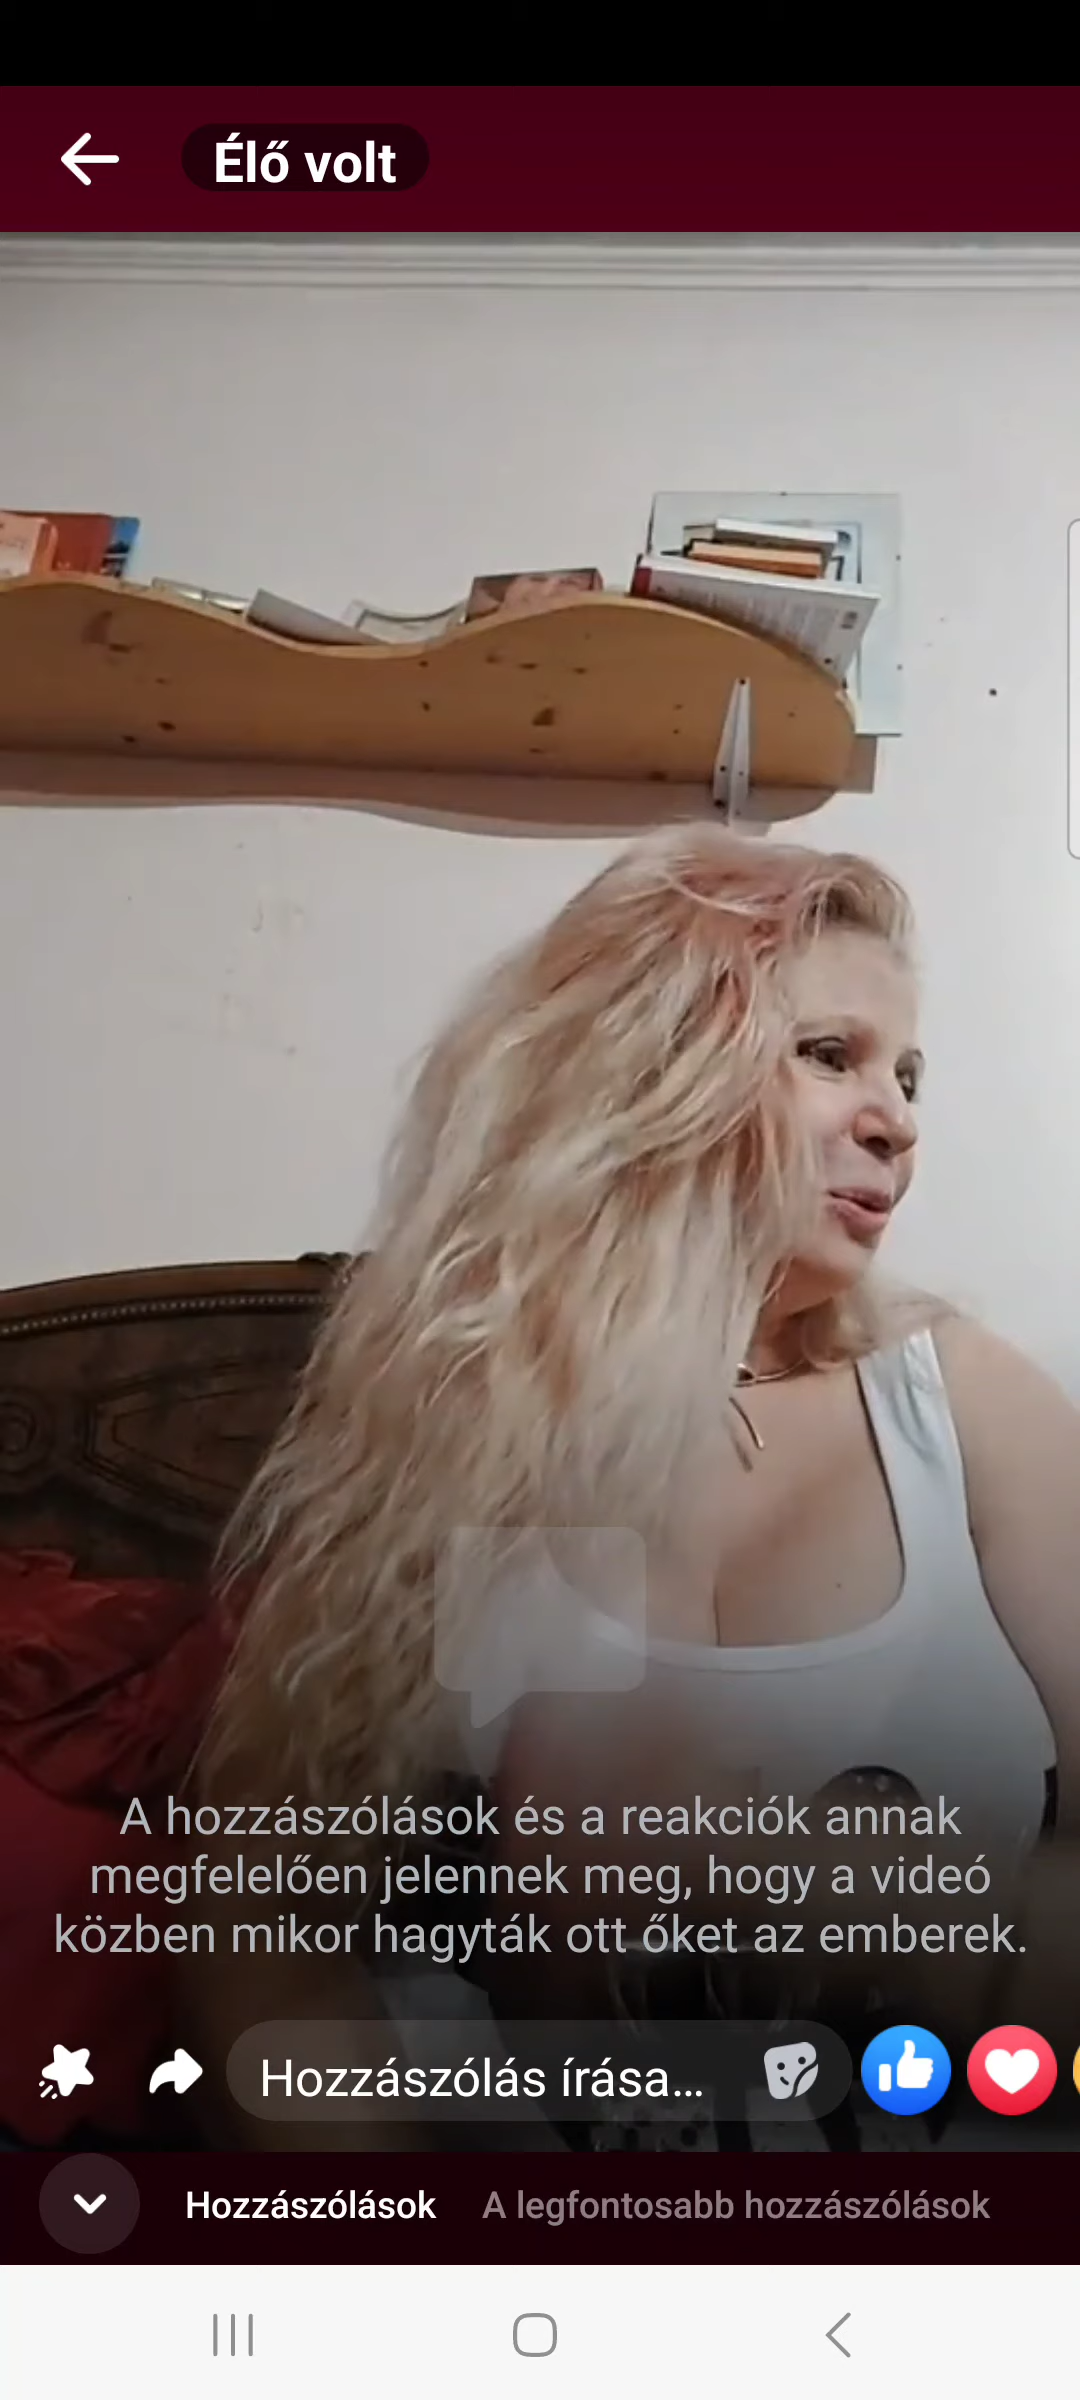 Élő volt
A hozzászólások és a reakciók annak
megfelelően jelennek meg, hogy a videó
közben mikor hagyták ott őket az emberek.
Hozzászólás írása...
Hozzászólások A legfontosabb hozzászólások